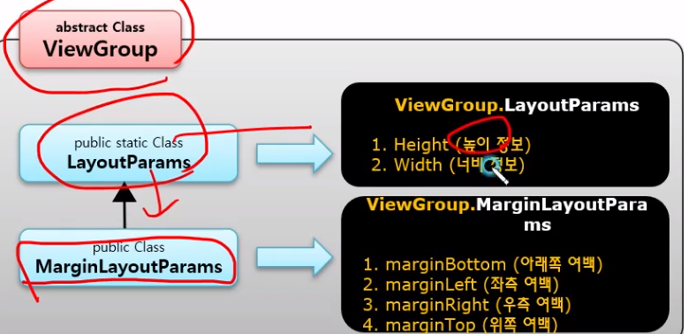 abstract Class
ViewGroup
public static Class
LayoutParams
ViewGroup.LayoutParams
1. Height (높이 정보)
2. Width (너비 정보)
public Class
MarginLayoutParams
ViewGroup.MarginLayoutPara
ms
1. marginBottom (아래쪽 여백)
2. marginLeft (좌측 여백)
3. marginRight (우측 여백)
4. marginTop (위쪽 여백)